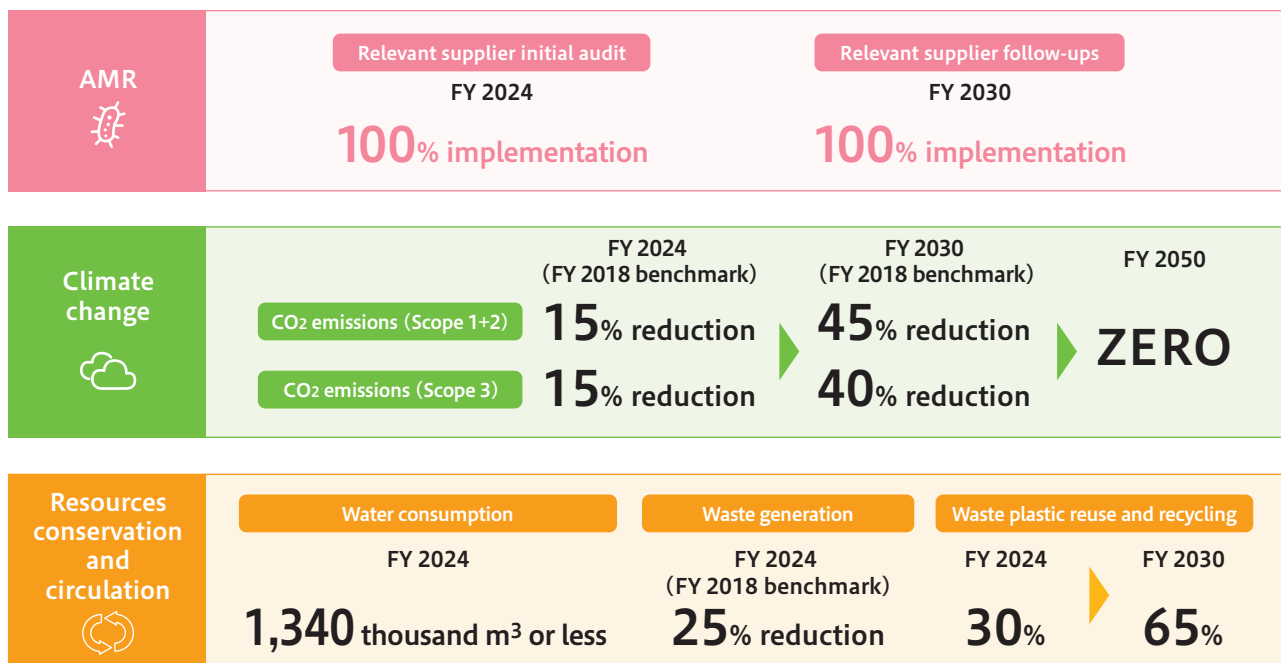 AMR
Relevant supplier initial audit
FY 2024
100% implementation
Relevant supplier follow-ups
FY 2030
100% implementation
Climate
change
FY 2024
(FY 2018 benchmark)
FY 2030
(FY 2018 benchmark)
FY 2050
CO2 emissions (Scope 1+2)
15% reduction
45% reduction
ZERO
CO2 emissions (Scope 3)
15% reduction
40% reduction
Resources
conservation
and
circulation
Water consumption
FY 2024
1,340 thousand m³ or less
Waste generation
FY 2024
(FY 2018 benchmark)
25% reduction
Waste plastic reuse and recycling
FY 2024
30%
FY 2030
65%